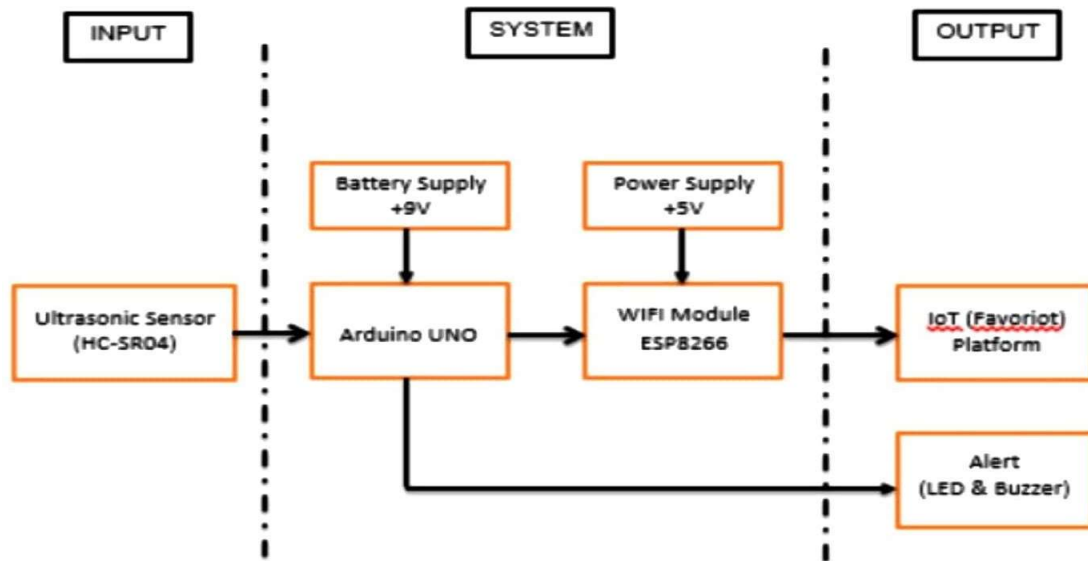 INPUT
SYSTEM
OUTPUT
Battery Supply
+9V
Power Supply
+5V
Ultrasonic Sensor
(HC-SR04)
Arduino UNO
WIFI Module
ESP8266
IoT (Favoriot)
Platform
Alert
(LED & Buzzer)